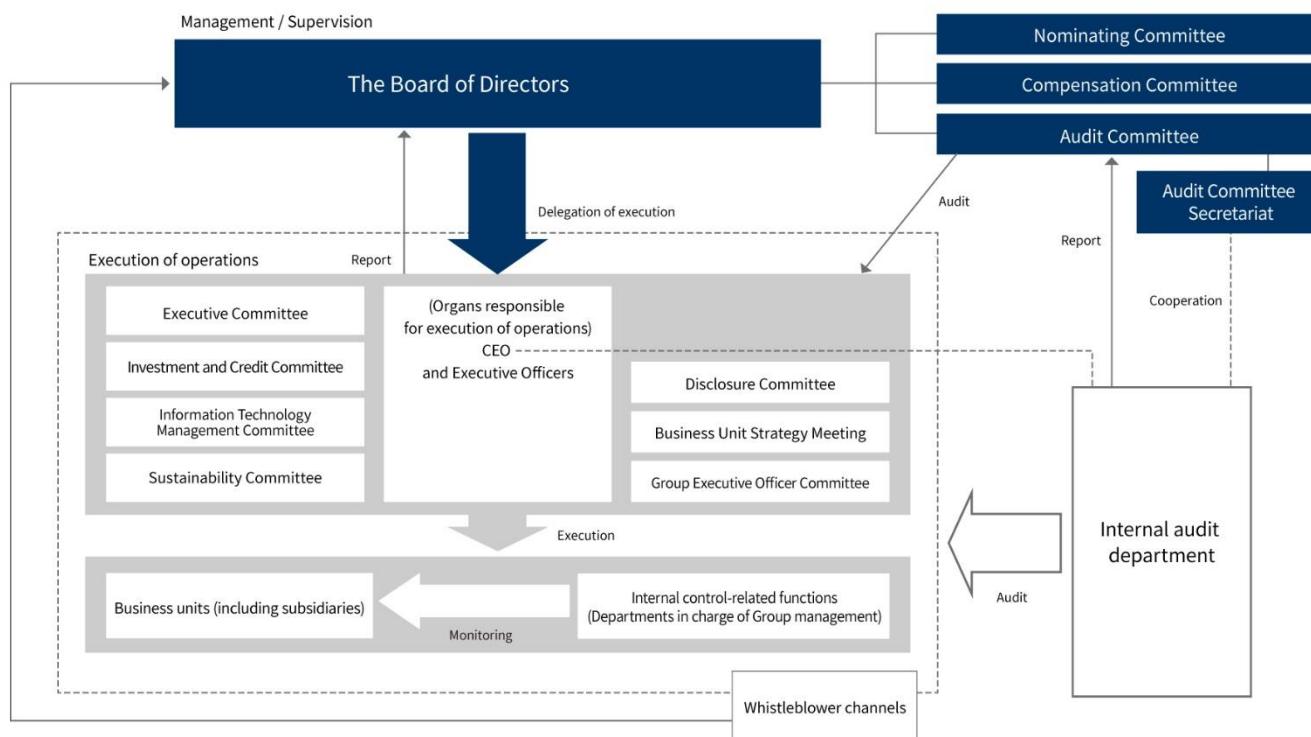 Management / Supervision
The Board of Directors
Nominating Committee
Compensation Committee
Audit Committee
Audit Committee
Secretariat
Audit
Report
Cooperation
Delegation of execution
Execution of operations
Report
Executive Committee
Investment and Credit Committee
Information Technology
Management Committee
Sustainability Committee
(Organs responsible
for execution of operations)
CEO
and Executive Officers
Disclosure Committee
Business Unit Strategy Meeting
Group Executive Officer Committee
Execution
Business units (including subsidiaries)
Monitoring
Internal control-related functions
(Departments in charge of Group management)
Internal audit
department
Audit
Whistleblower channels